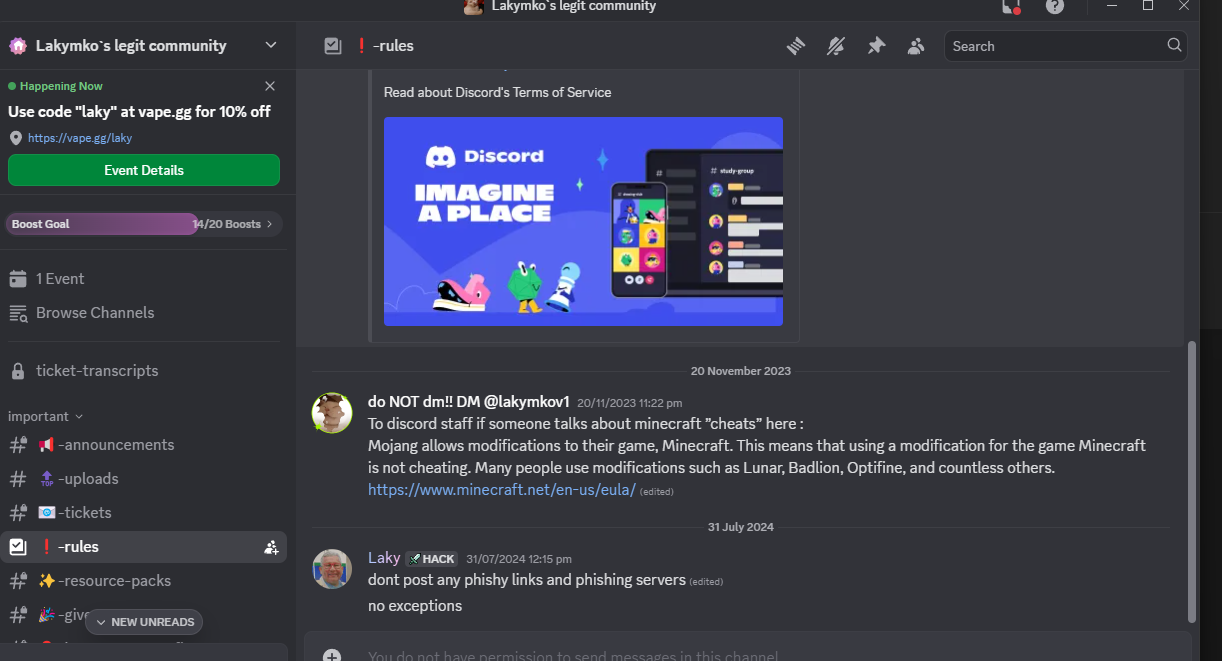 Lakymko`s legit community
Lakymko`s legit community
Happening Now
Use code "laky" at vape.gg for 10% off
https://vape.gg/laky
Event Details
Boost Goal
14/20 Boosts
1 Event
Browse Channels
ticket-transcripts
important
-announcements
TOP
-uploads
-tickets
❗ -rules
✨ -resource-packs
-give
NEW UNREADS
❗ -rules
Search
Read about Discord's Terms of Service
Discord
IMAGINE
A PLACE
# study-group
20 November 2023
do NOT dm!! DM @lakymkov1 20/11/2023 11:22 pm
To discord staff if someone talks about minecraft ”cheats” here :
Mojang allows modifications to their game, Minecraft. This means that using a modification for the game Minecraft
is not cheating. Many people use modifications such as Lunar, Badlion, Optifine, and countless others.
https://www.minecraft.net/en-us/eula/ (edited)
31 July 2024
Laky HACK 31/07/2024 12:15 pm
dont post any phishy links and phishing servers (edited)
no exceptions
You do not have permission to send messages in this channel.